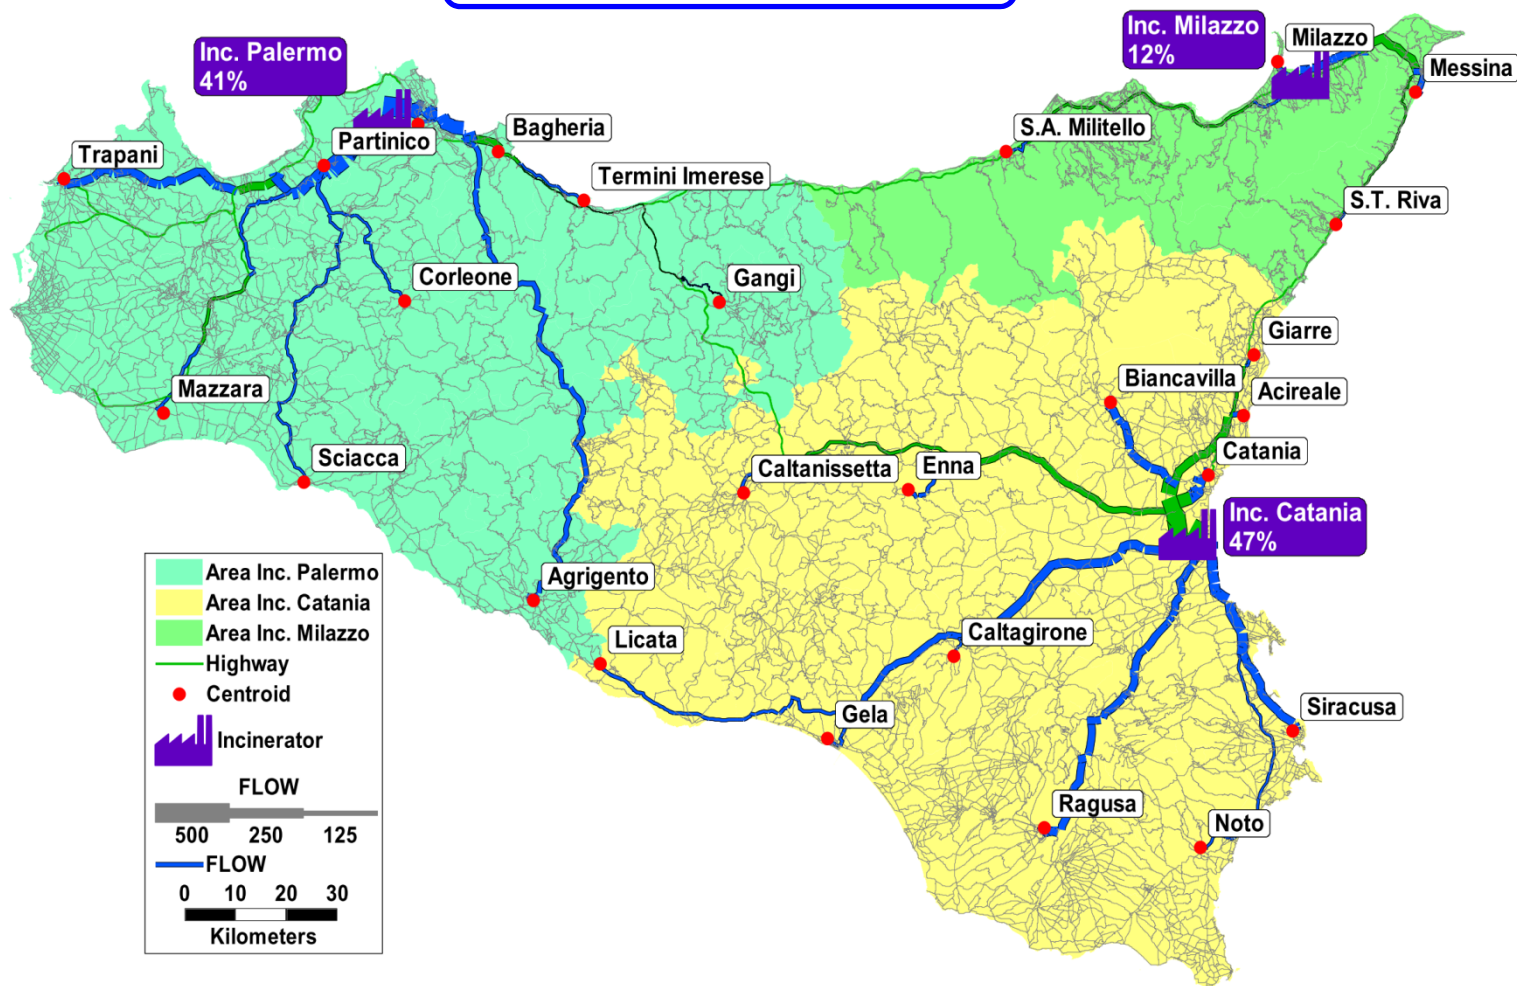 Inc. Palermo
41%
Inc. Milazzo
12%
Milazzo
Messina
Trapani
Partinico
Bagheria
S.A. Militello
Termini Imerese
S.T. Riva
Corleone
Gangi
Giarre
Mazzara
Biancavilla
Acireale
Sciacca
Caltanissetta
Enna
Catania
Inc. Catania
47%
Agrigento
Licata
Caltagirone
Gela
Siracusa
Ragusa
Noto
Area Inc. Palermo
Area Inc. Catania
Area Inc. Milazzo
Highway
Centroid
Incinerator
FLOW
500 250 125
FLOW
0 10 20 30
Kilometers